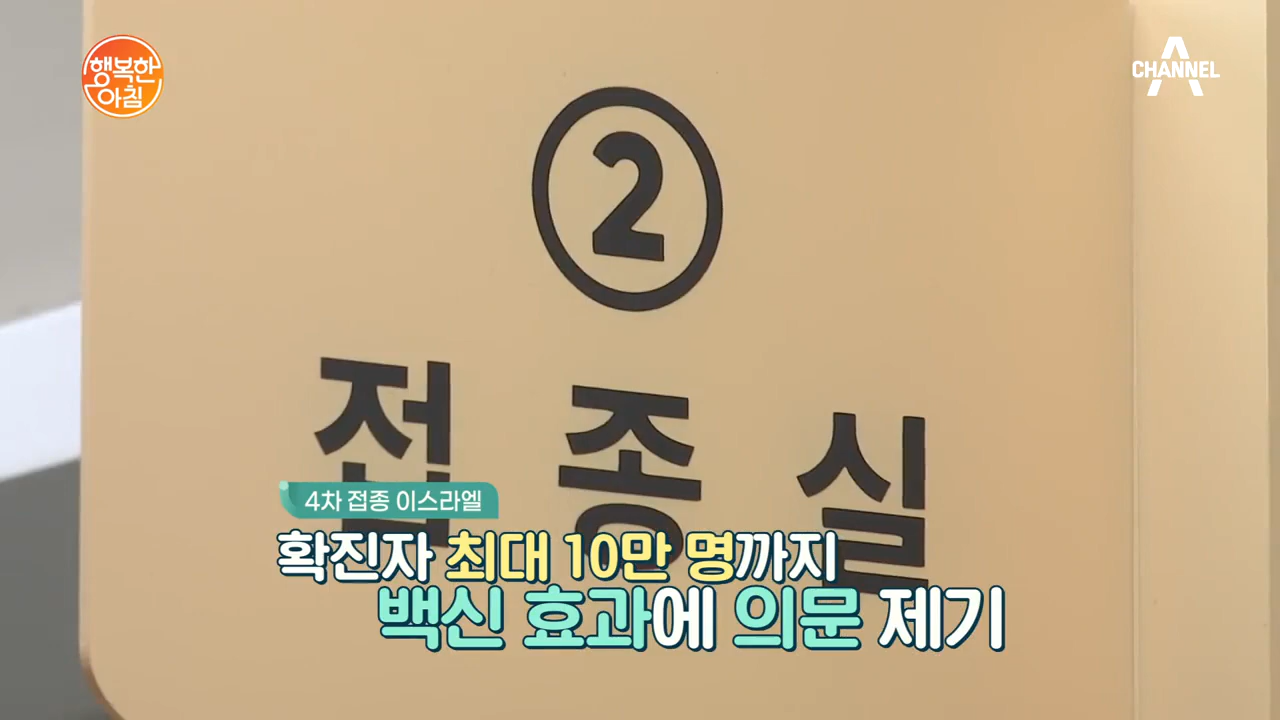 행복한
아침
CHANNEL A
②
접종실
4차 접종 이스라엘
확진자 최대 10만 명까지
백신 효과에 의문 제기